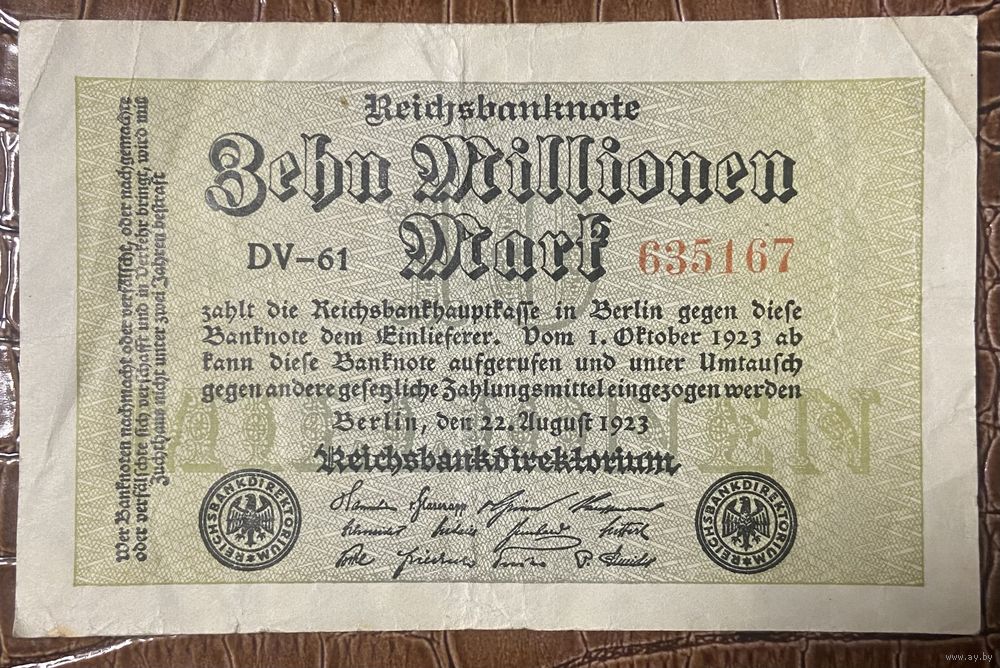 Reichsbanknote
Zehn Millionen
Mark
DV-61
635167
zahlt die Reichsbankhauptkasse in Berlin gegen diese
Banknote dem Einlieferer. Vom 1. Oktober 1923 ab
kann diese Banknote aufgerufen und unter Umtausch
gegen andere gesetzliche Zahlungsmittel eingezogen werden
Berlin, den 22. August 1923
Reichsbankdirektorium
REICHSBANKDIREKTORIUM
REICHSBANKDIREKTORIUM
Wer Banknoten nachmacht oder verfälscht, oder nachgemachte
oder verfälschte sich verschafft und in Verkehr bringt, wird mit
Zuchthaus nicht unter zwei Jahren bestraft
www.ay.by